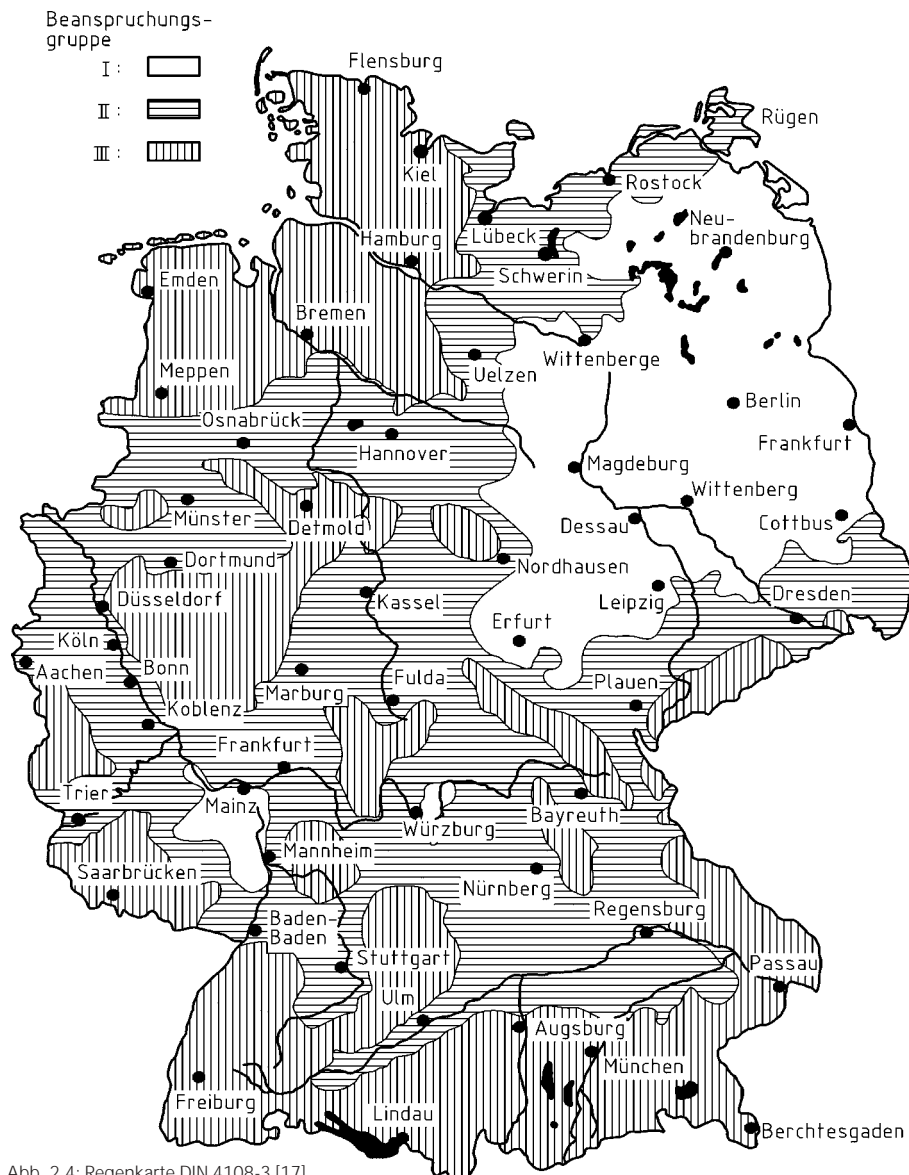 Beanspruchungs-
gruppe
I :
II :
III :
Flensburg
Rügen
Kiel
Rostock
Lübeck
Neu-
brandenburg
Hamburg
Schwerin
Emden
Bremen
Wittenberge
Uelzen
Meppen
Berlin
Osnabrück
Frankfurt
Hannover
Magdeburg
Wittenberg
Münster
Detmold
Dessau
Cottbus
Dortmund
Nordhausen
Düsseldorf
Kassel
Leipzig
Dresden
Köln
Erfurt
Aachen
Bonn
Marburg
Fulda
Plauen
Koblenz
Frankfurt
Trier
Mainz
Würzburg
Bayreuth
Mannheim
Saarbrücken
Nürnberg
Baden-
Baden
Regensburg
Stuttgart
Passau
Ulm
Augsburg
München
Freiburg
Lindau
Berchtesgaden
Abb. 2.4: Regenkarte DIN 4108-3 [17]